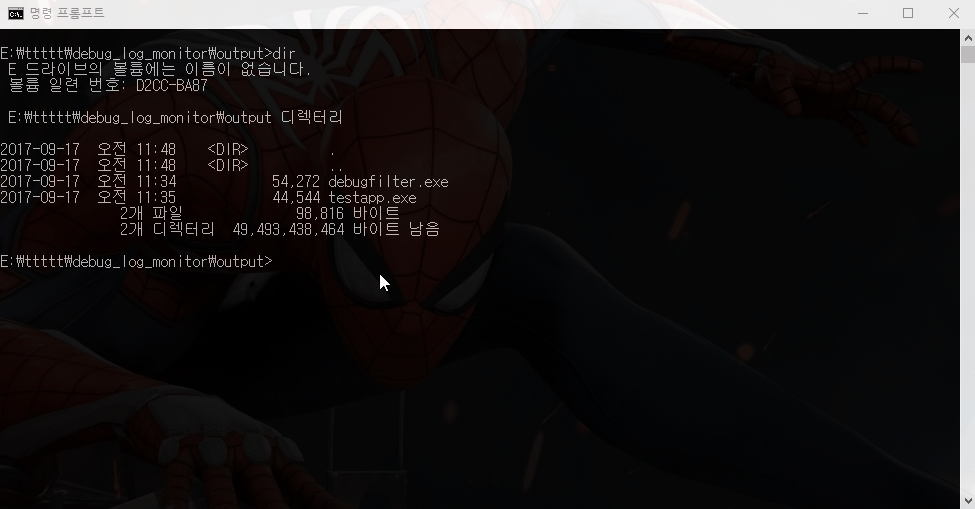 명령 프롬프트
E:₩ttttt₩debug_log_monitor₩output>dir
E 드라이브의 볼륨에는 이름이 없습니다.
볼륨 일련 번호: D2CC-BA87
E:₩ttttt₩debug_log_monitor₩output 디렉터리
2017-09-17 오전 11:48 <DIR> .
2017-09-17 오전 11:48 <DIR> ..
2017-09-17 오전 11:34 54,272 debugfilter.exe
2017-09-17 오전 11:35 44,544 testapp.exe
2개 파일 98,816 바이트
2개 디렉터리 49,493,438,464 바이트 남음
E:₩ttttt₩debug_log_monitor₩output>